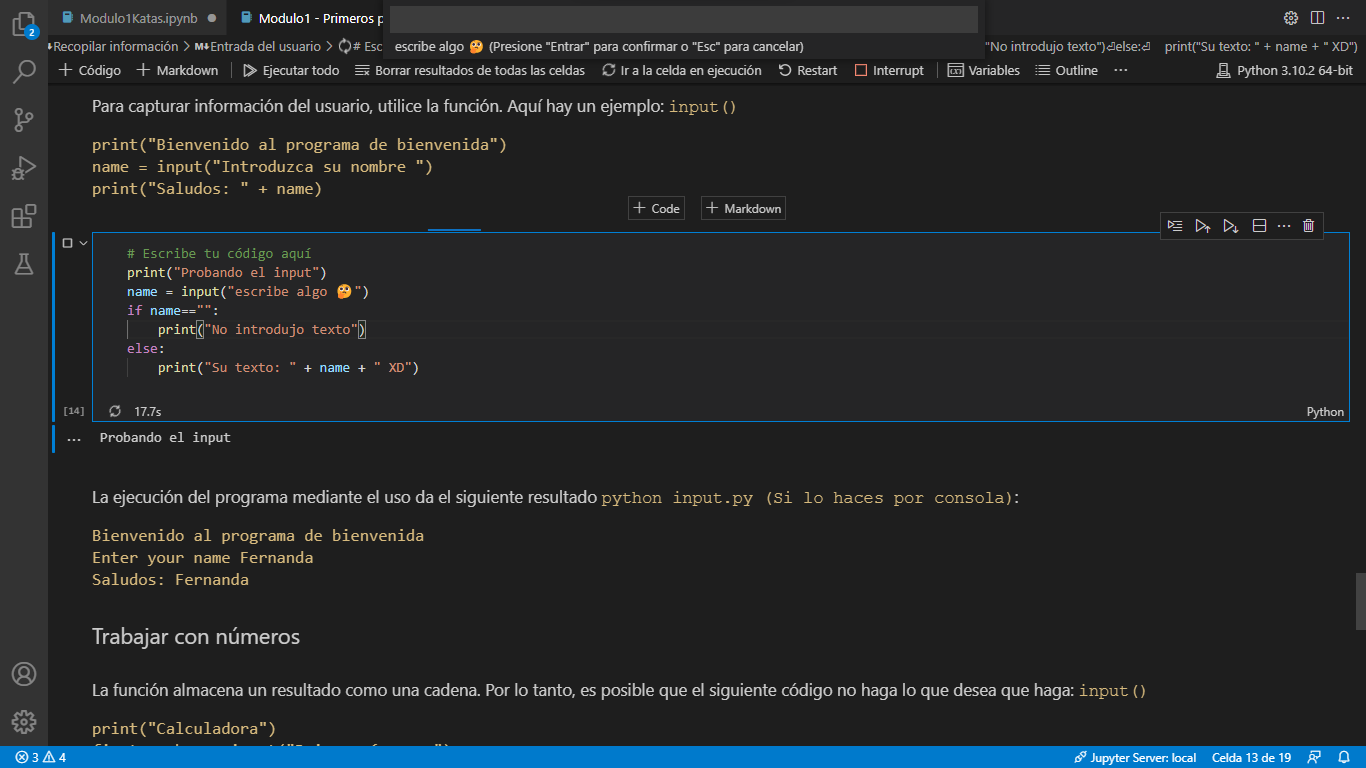 Modulo1Katas.ipynb
Modulo1 - Primeros p
escribe algo 🤔 (Presione "Entrar" para confirmar o "Esc" para cancelar)
2
Recopilar información > M↓Entrada del usuario > # Esc
"No introdujo texto")⏎else:⏎ print("Su texto: " + name + " XD")
+ Código + Markdown Ejecutar todo Borrar resultados de todas las celdas Ir a la celda en ejecución Restart Interrupt Variables Outline ··· Python 3.10.2 64-bit
Para capturar información del usuario, utilice la función. Aquí hay un ejemplo: input()
print("Bienvenido al programa de bienvenida")
name = input("Introduzca su nombre ")
print("Saludos: " + name)
+ Code + Markdown
# Escribe tu código aquí
print("Probando el input")
name = input("escribe algo 🤔")
if name=="":
print("No introdujo texto")
else:
print("Su texto: " + name + " XD")
[14] 17.7s Python
··· Probando el input
La ejecución del programa mediante el uso da el siguiente resultado python input.py (Si lo haces por consola):
Bienvenido al programa de bienvenida
Enter your name Fernanda
Saludos: Fernanda
Trabajar con números
La función almacena un resultado como una cadena. Por lo tanto, es posible que el siguiente código no haga lo que desea que haga: input()
print("Calculadora")
3 4 Jupyter Server: local Celda 13 de 19